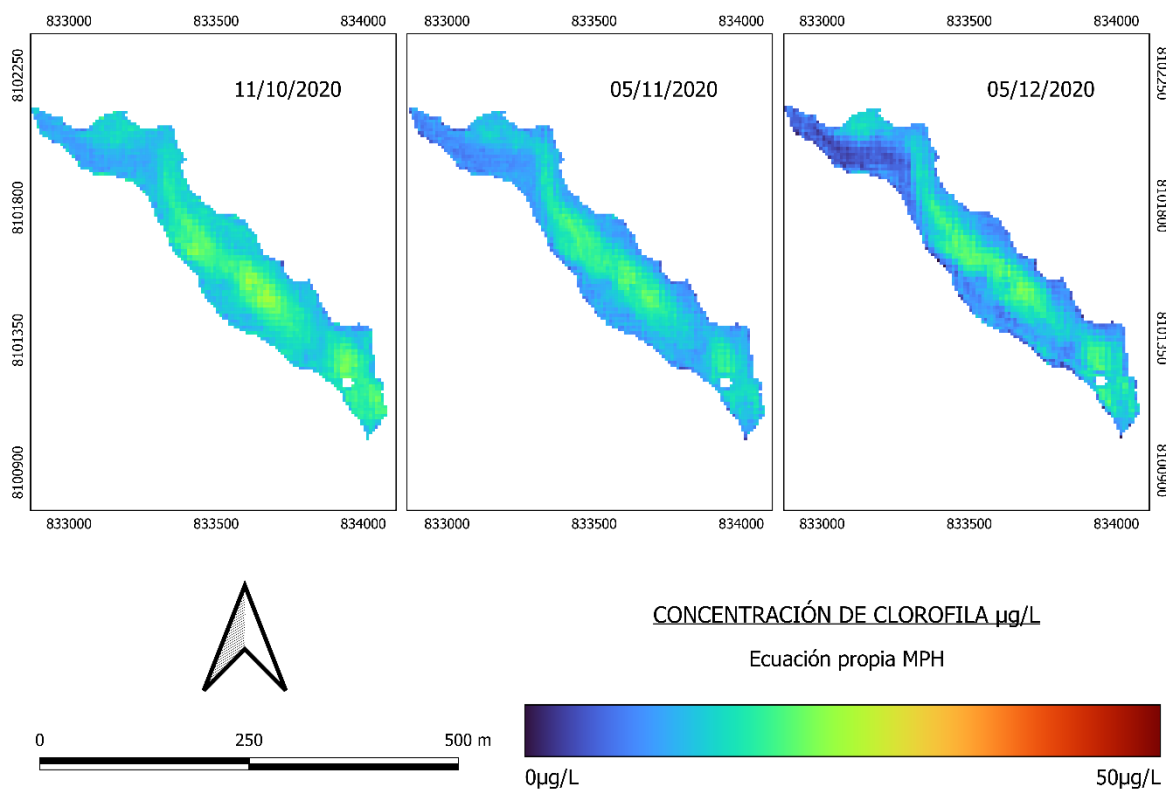 833000 833500 834000 833000 833500 834000 833000 833500 834000
11/10/2020 05/11/2020 05/12/2020
8102250 8102250
8101800 8101800
8101350 8101350
8100900 8100900
833000 833500 834000 833000 833500 834000 833000 833500 834000
CONCENTRACIÓN DE CLOROFILA µg/L
Ecuación propia MPH
0 250 500 m
0µg/L 50µg/L